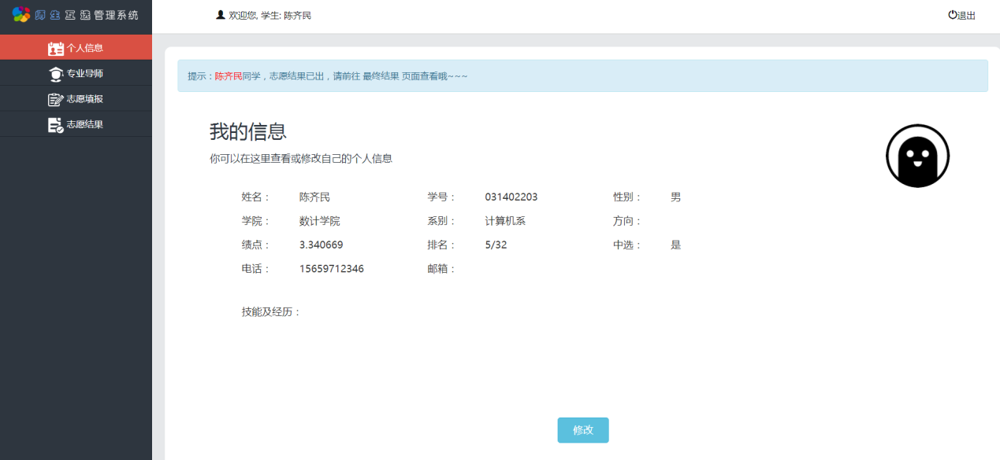 师生互选管理系统
欢迎您, 学生: 陈齐民
退出
个人信息
专业导师
志愿填报
志愿结果
提示：陈齐民同学，志愿结果已出，请前往 最终结果 页面查看哦~~~
我的信息
你可以在这里查看或修改自己的个人信息
姓名： 陈齐民 学号： 031402203 性别： 男
学院： 数计学院 系别： 计算机系 方向：
绩点： 3.340669 排名： 5/32 中选： 是
电话： 15659712346 邮箱：
技能及经历：
修改